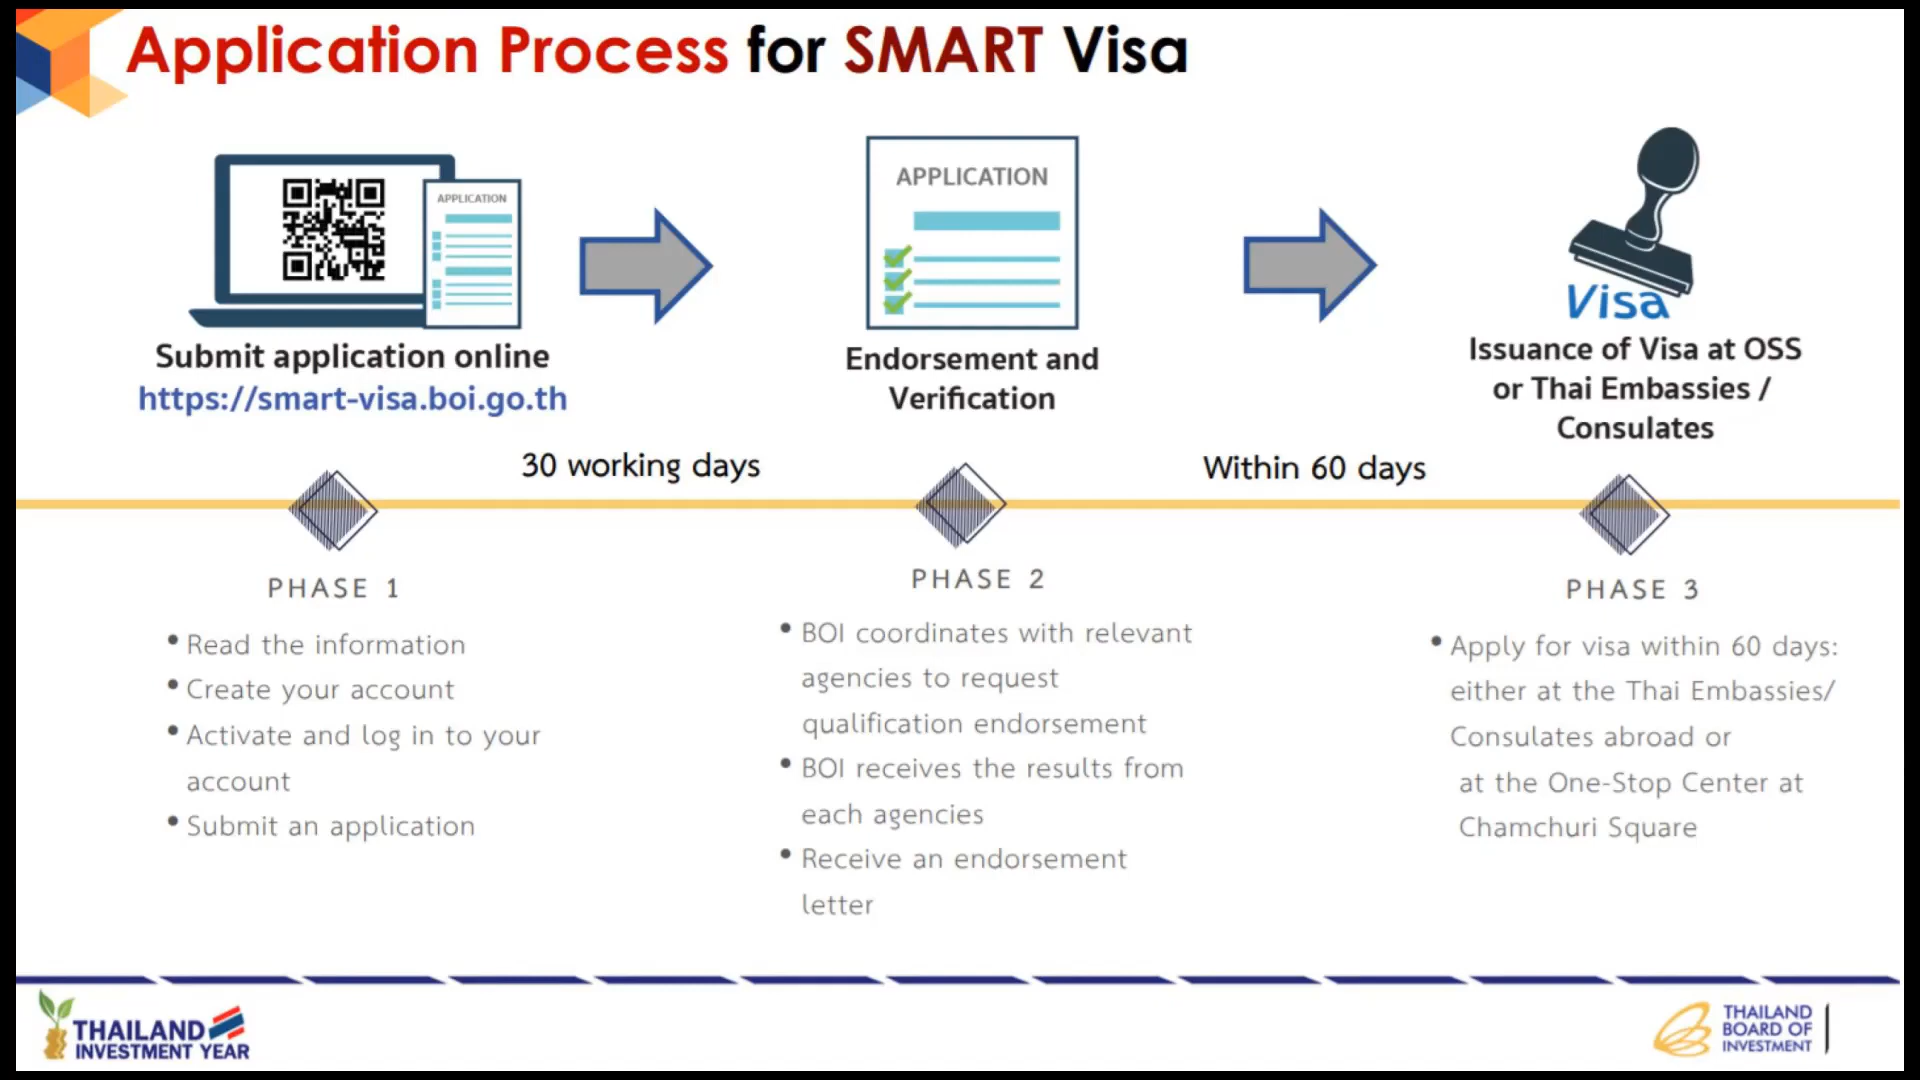 Application Process for SMART Visa
APPLICATION
Submit application online
https://smart-visa.boi.go.th
APPLICATION
Endorsement and
Verification
Visa
Issuance of Visa at OSS
or Thai Embassies /
Consulates
30 working days
Within 60 days
PHASE 1
• Read the information
• Create your account
• Activate and log in to your
account
• Submit an application
PHASE 2
• BOI coordinates with relevant
agencies to request
qualification endorsement
• BOI receives the results from
each agencies
• Receive an endorsement
letter
PHASE 3
• Apply for visa within 60 days:
either at the Thai Embassies/
Consulates abroad or
at the One-Stop Center at
Chamchuri Square
THAILAND
INVESTMENT YEAR
THAILAND
BOARD OF
INVESTMENT